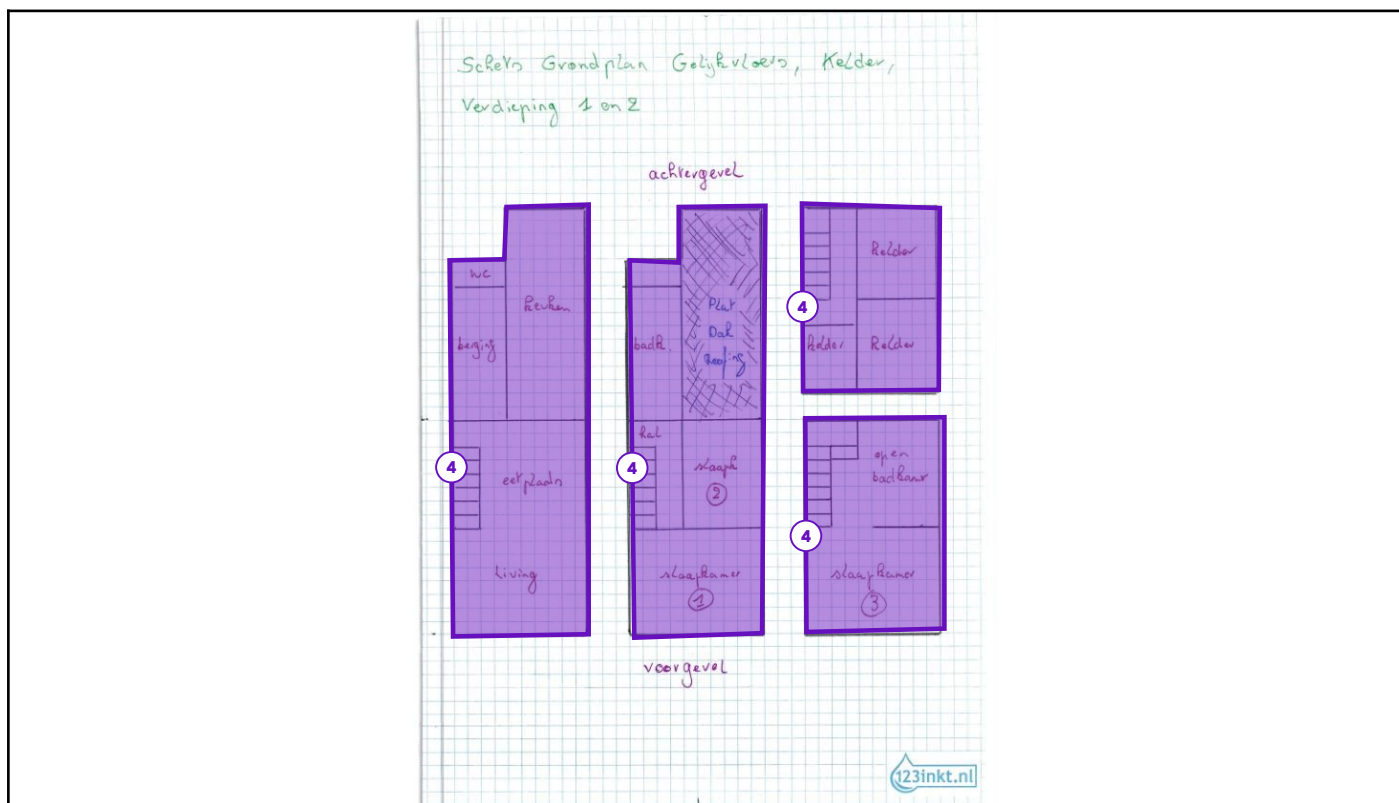 Schets Grondplan Gelijkvloers, Kelder,
Verdieping 1 en 2
achtergevel
wc
keuken
berging
eetplaats
living
4
Plat
Dak
Roofing
badk.
hal
slaapk
2
slaapkamer
1
4
kelder
kelder
kelder
4
open
badkamer
slaapkamer
3
4
voorgevel
123inkt.nl